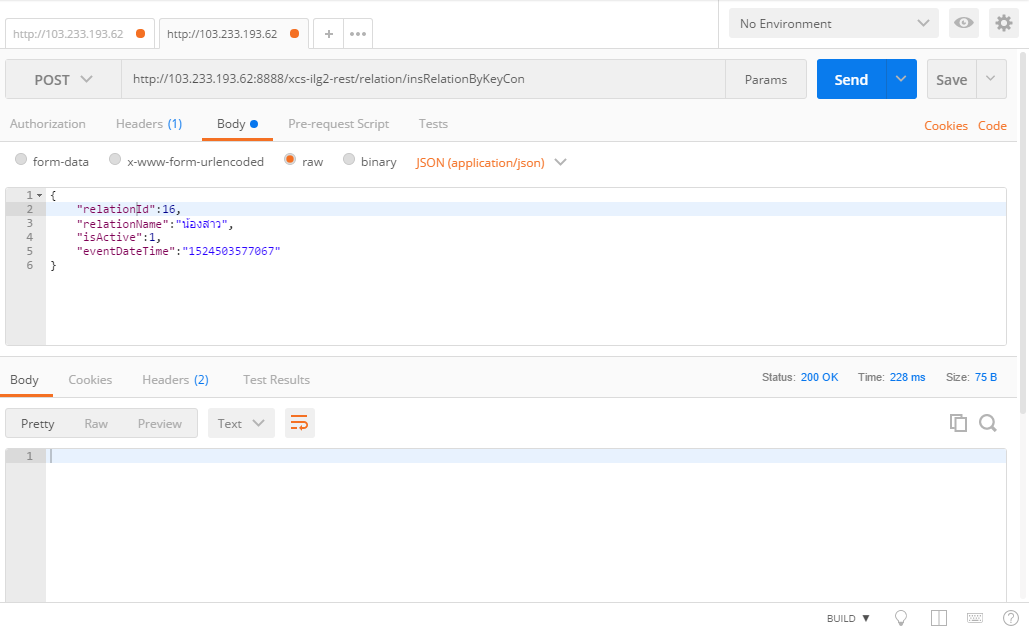 http://103.233.193.62 http://103.233.193.62 + ••• No Environment
POST http://103.233.193.62:8888/xcs-ilg2-rest/relation/insRelationByKeyCon Params Send Save
Authorization Headers (1) Body Pre-request Script Tests Cookies Code
form-data x-www-form-urlencoded raw binary JSON (application/json)
1 {
2 "relationId":16,
3 "relationName":"น้องสาว",
4 "isActive":1,
5 "eventDateTime":"1524503577067"
6 }
Body Cookies Headers (2) Test Results Status: 200 OK Time: 228 ms Size: 75 B
Pretty Raw Preview Text
1
BUILD ▼ ?